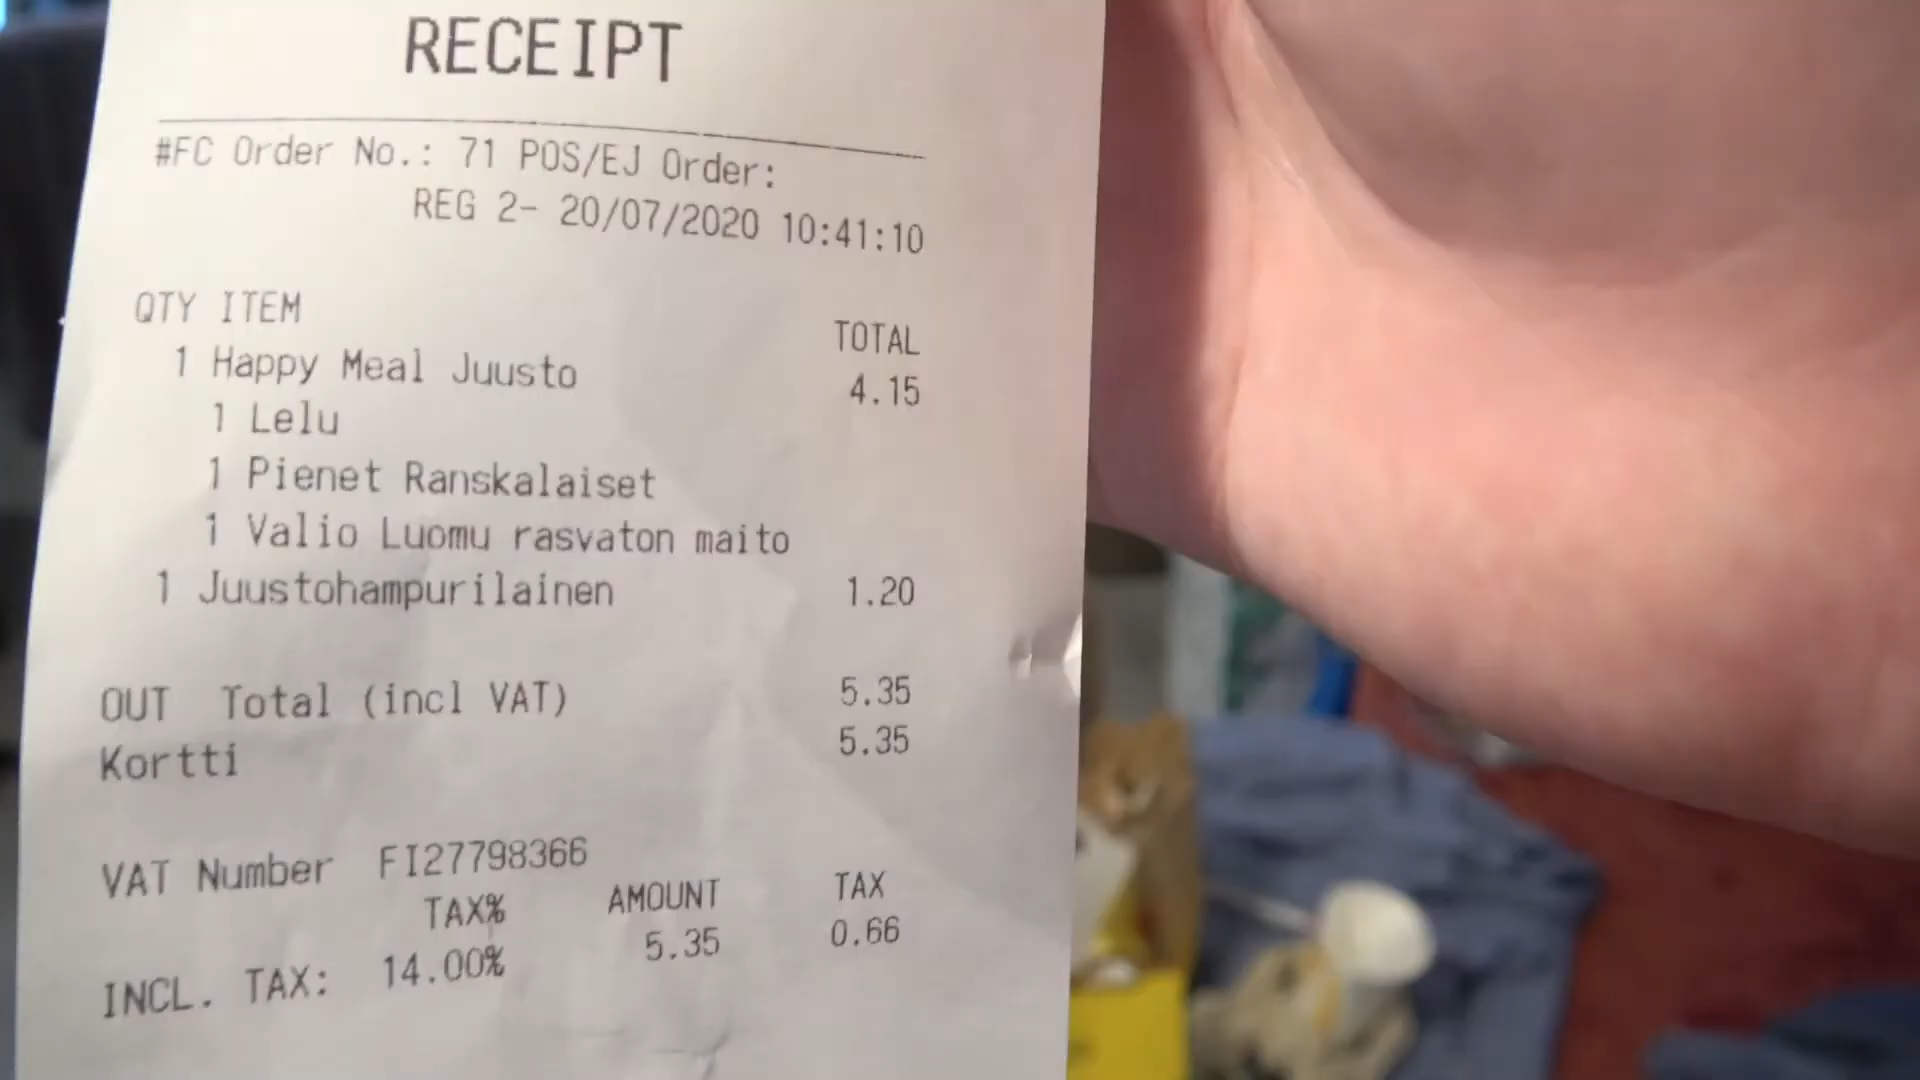 RECEIPT
#FC Order No.: 71 POS/EJ Order:
REG 2- 20/07/2020 10:41:10
QTY ITEM TOTAL
1 Happy Meal Juusto 4.15
1 Lelu
1 Pienet Ranskalaiset
1 Valio Luomu rasvaton maito
1 Juustohampurilainen 1.20
OUT Total (incl VAT) 5.35
Kortti 5.35
VAT Number FI27798366
TAX% AMOUNT TAX
INCL. TAX: 14.00% 5.35 0.66